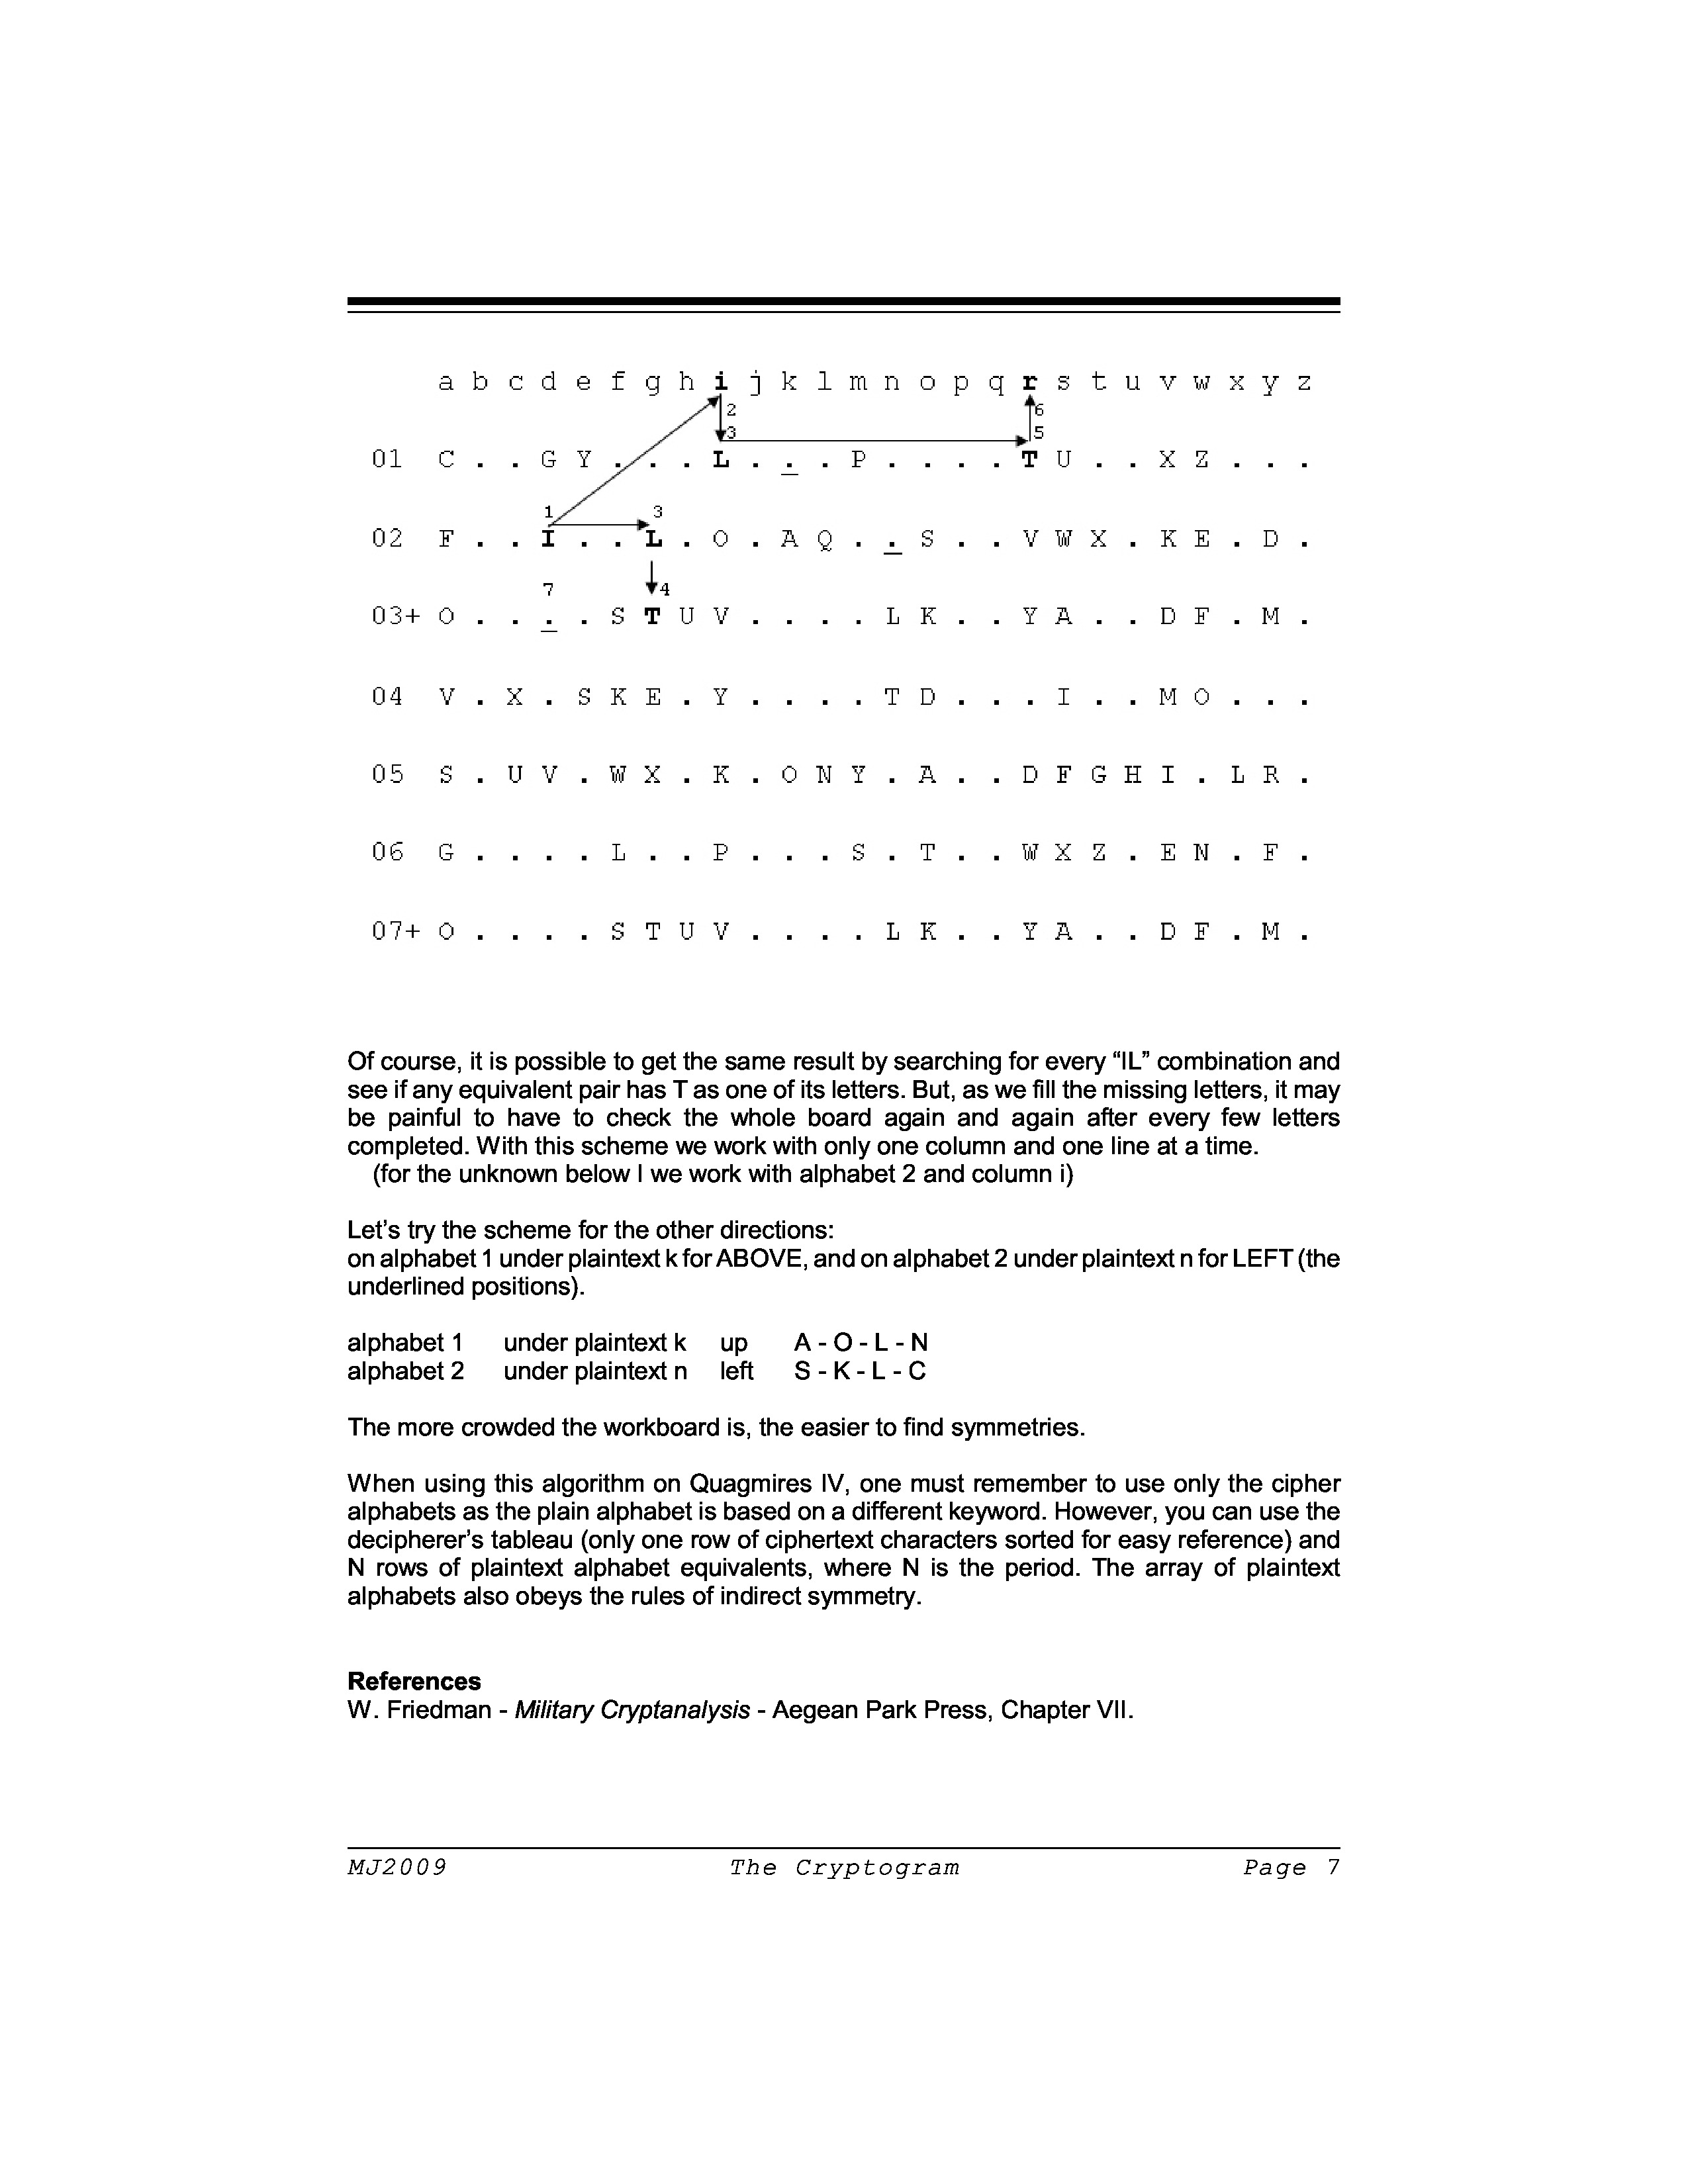 a b c d e f g h i j k l m n o p q r s t u v w x y z
2 6
3 5
01 C . . G Y . . . L . . . P . . . . T U . . X Z . . .
1 3
02 F . . I . . L . O . A Q . . S . . V W X . K E . D .
7 4
03+ O . . . . S T U V . . . . L K . . Y A . . D F . M .
04 V . X . S K E . Y . . . . T D . . . I . . M O . . .
05 S . U V . W X . K . O N Y . A . . D F G H I . L R .
06 G . . . . L . . P . . . S . T . . W X Z . E N . F .
07+ O . . . . S T U V . . . . L K . . Y A . . D F . M .
Of course, it is possible to get the same result by searching for every “IL” combination and
see if any equivalent pair has T as one of its letters. But, as we fill the missing letters, it may
be painful to have to check the whole board again and again after every few letters
completed. With this scheme we work with only one column and one line at a time.
(for the unknown below I we work with alphabet 2 and column i)
Let’s try the scheme for the other directions:
on alphabet 1 under plaintext k for ABOVE, and on alphabet 2 under plaintext n for LEFT (the
underlined positions).
alphabet 1 under plaintext k up A - O - L - N
alphabet 2 under plaintext n left S - K - L - C
The more crowded the workboard is, the easier to find symmetries.
When using this algorithm on Quagmires IV, one must remember to use only the cipher
alphabets as the plain alphabet is based on a different keyword. However, you can use the
decipherer’s tableau (only one row of ciphertext characters sorted for easy reference) and
N rows of plaintext alphabet equivalents, where N is the period. The array of plaintext
alphabets also obeys the rules of indirect symmetry.
References
W. Friedman - Military Cryptanalysis - Aegean Park Press, Chapter VII.
MJ2009 The Cryptogram Page 7